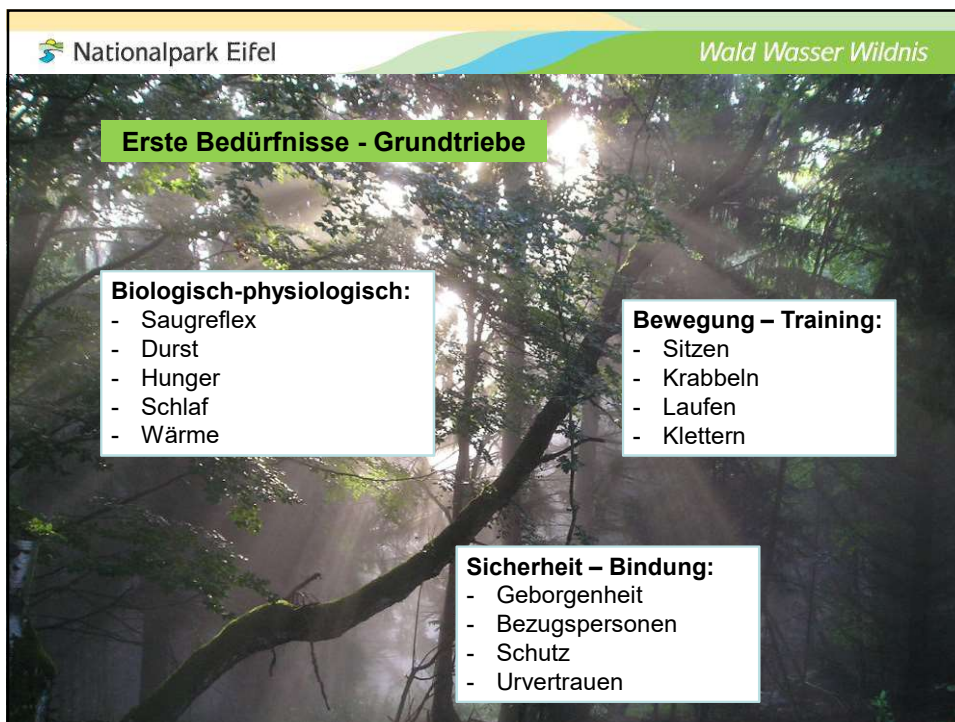 Nationalpark Eifel
Wald Wasser Wildnis
Erste Bedürfnisse - Grundtriebe
Biologisch-physiologisch:
- Saugreflex
- Durst
- Hunger
- Schlaf
- Wärme
Bewegung – Training:
- Sitzen
- Krabbeln
- Laufen
- Klettern
Sicherheit – Bindung:
- Geborgenheit
- Bezugspersonen
- Schutz
- Urvertrauen